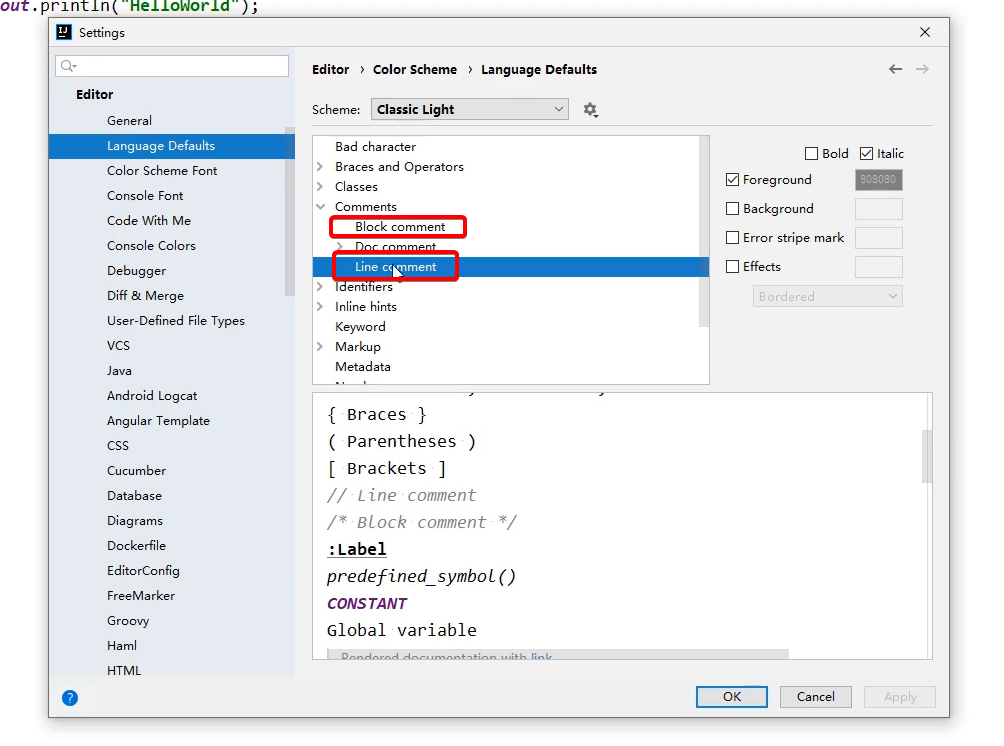 out.println("HelloWorld");
Settings
Editor
General
Language Defaults
Color Scheme Font
Console Font
Code With Me
Console Colors
Debugger
Diff & Merge
User-Defined File Types
VCS
Java
Android Logcat
Angular Template
CSS
Cucumber
Database
Diagrams
Dockerfile
EditorConfig
FreeMarker
Groovy
Haml
HTML
Editor › Color Scheme › Language Defaults
Scheme: Classic Light
Bad character
Braces and Operators
Classes
Comments
Block comment
Doc comment
Line comment
Identifiers
Inline hints
Keyword
Markup
Metadata
Bold Italic
Foreground 808080
Background
Error stripe mark
Effects
Bordered
{ Braces }
( Parentheses )
[ Brackets ]
// Line comment
/* Block comment */
:Label
predefined_symbol()
CONSTANT
Global variable
Rendered documentation with link
?
OK Cancel Apply